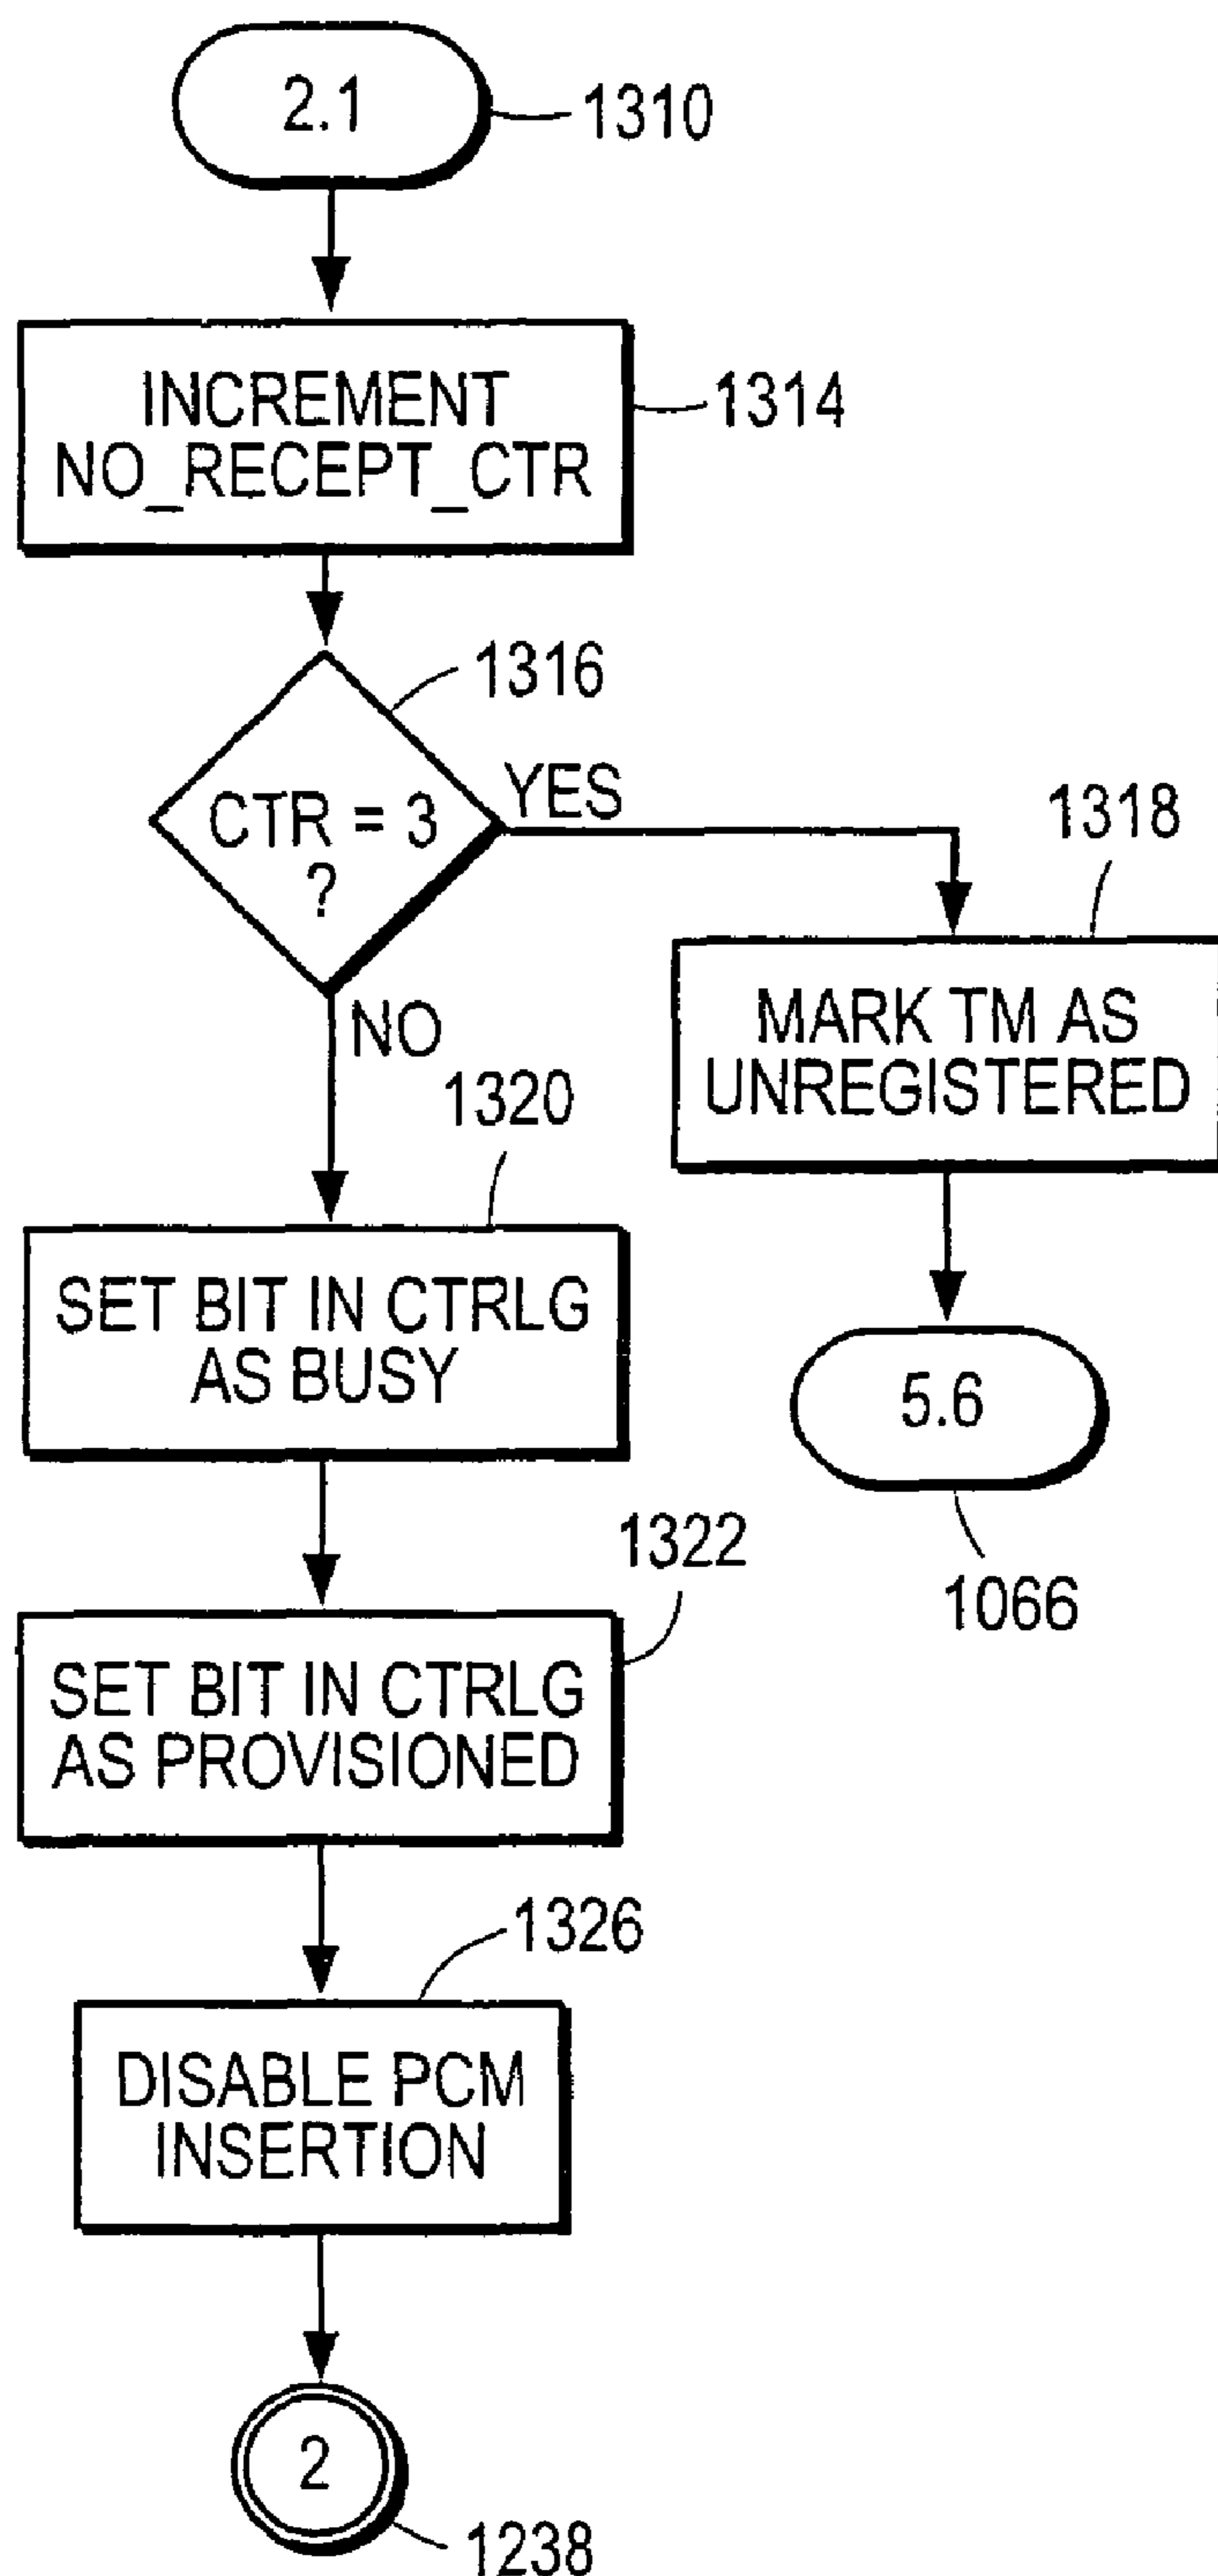 2.1
1310
INCREMENT
NO_RECEPT_CTR
1314
1316
CTR = 3
?
YES
NO
1318
MARK TM AS
UNREGISTERED
1320
SET BIT IN CTRLG
AS BUSY
5.6
1066
1322
SET BIT IN CTRLG
AS PROVISIONED
1326
DISABLE PCM
INSERTION
2
1238